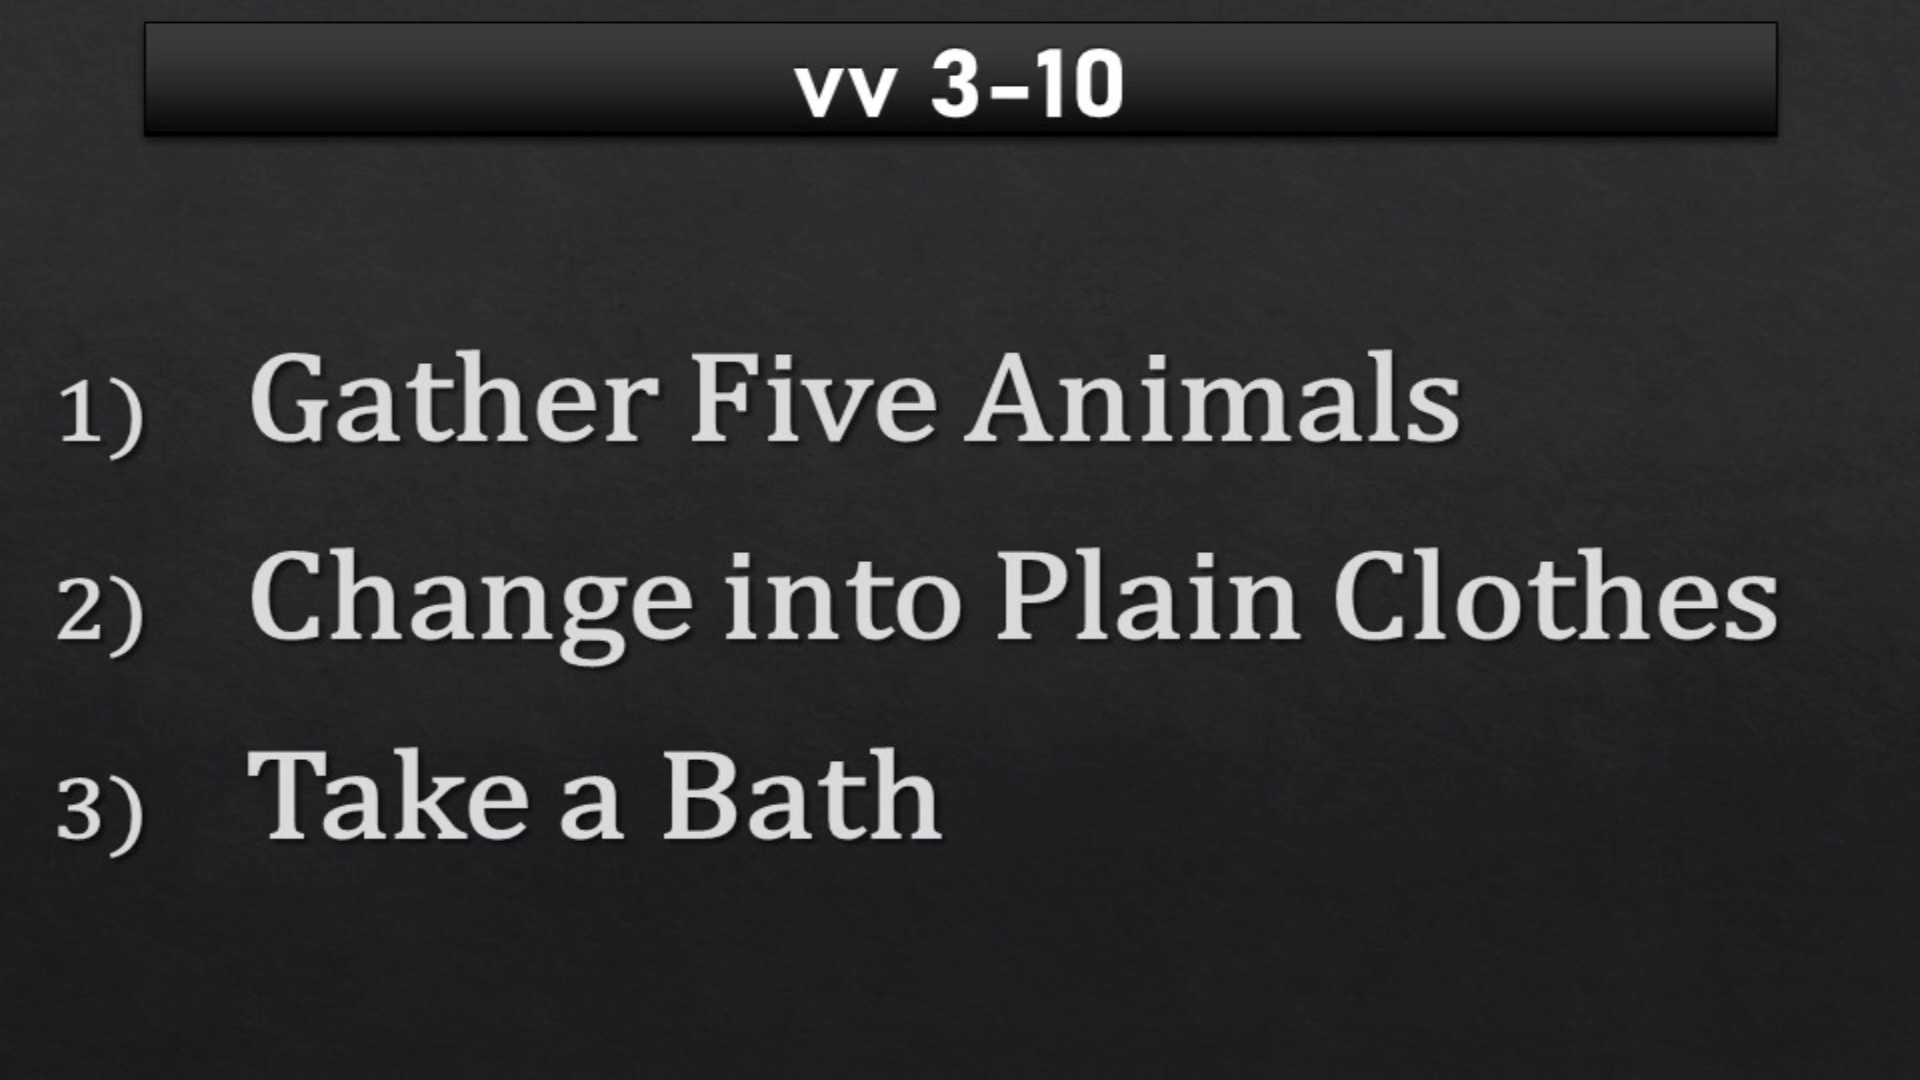 vv 3-10
1) Gather Five Animals
2) Change into Plain Clothes
3) Take a Bath